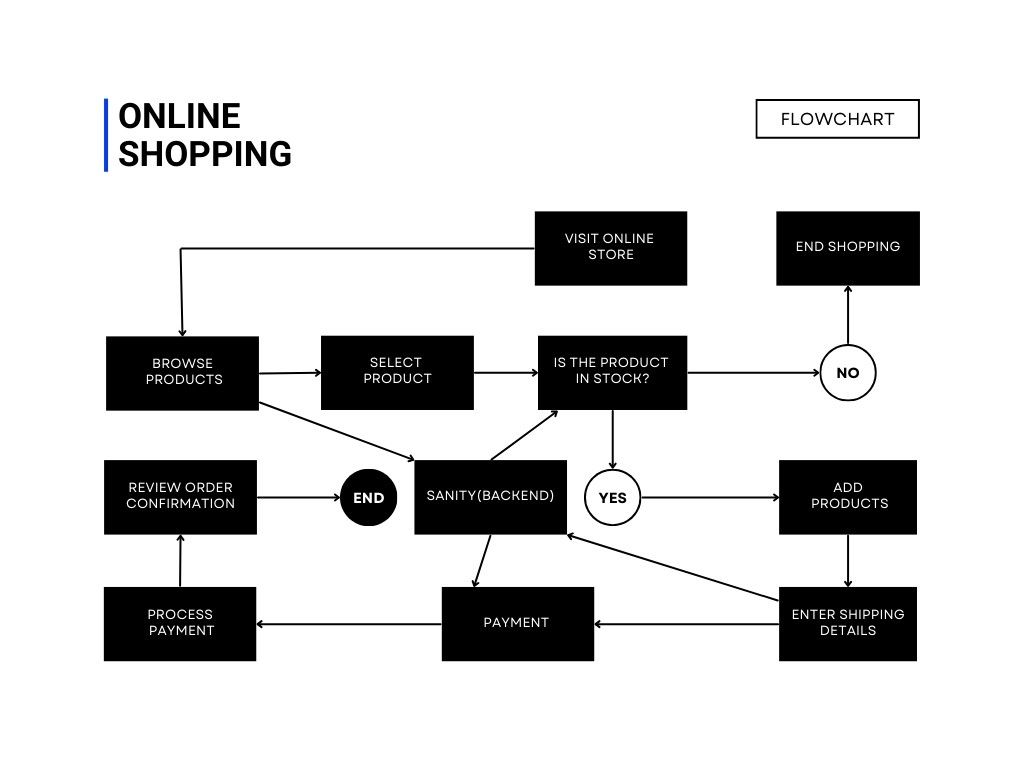 ONLINE
SHOPPING
FLOWCHART
VISIT ONLINE
STORE
END SHOPPING
BROWSE
PRODUCTS
SELECT
PRODUCT
IS THE PRODUCT
IN STOCK?
NO
REVIEW ORDER
CONFIRMATION
END
SANITY(BACKEND)
YES
ADD
PRODUCTS
PROCESS
PAYMENT
PAYMENT
ENTER SHIPPING
DETAILS